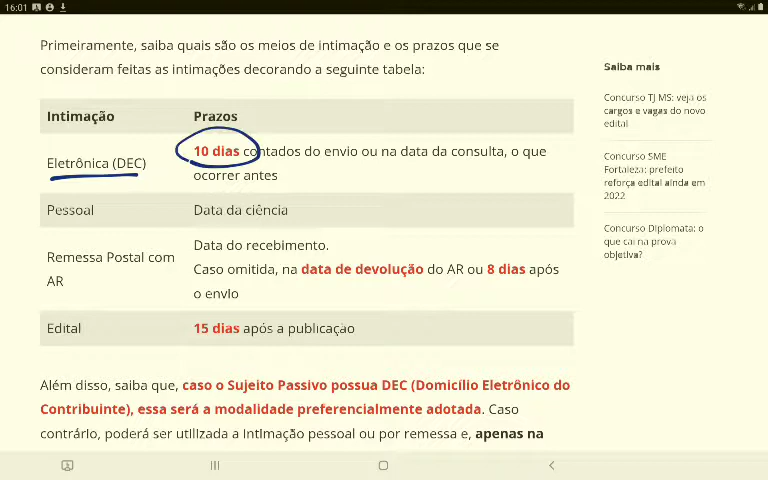 16:01
Primeiramente, saiba quais são os meios de intimação e os prazos que se
consideram feitas as intimações decorando a seguinte tabela:
Intimação Prazos
Eletrônica (DEC) 10 dias contados do envio ou na data da consulta, o que
ocorrer antes
Pessoal Data da ciência
Remessa Postal com
AR
Data do recebimento.
Caso omitida, na data de devolução do AR ou 8 dias após
o envio
Edital 15 dias após a publicação
Além disso, saiba que, caso o Sujeito Passivo possua DEC (Domicílio Eletrônico do
Contribuinte), essa será a modalidade preferencialmente adotada. Caso
contrário, poderá ser utilizada a intimação pessoal ou por remessa e, apenas na
Saiba mais
Concurso TJ MS: veja os
cargos e vagas do novo
edital
Concurso SME
Fortaleza: prefeito
reforça edital ainda em
2022
Concurso Diplomata: o
que cai na prova
objetiva?